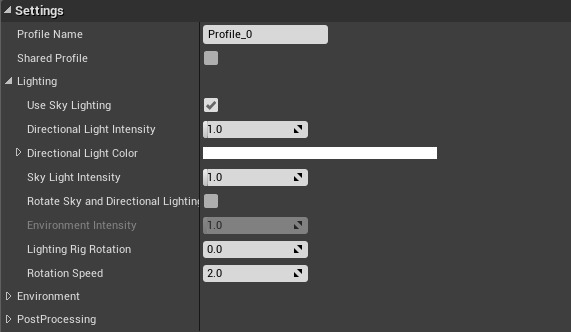 Settings
Profile Name Profile_0
Shared Profile
Lighting
Use Sky Lighting
Directional Light Intensity 1.0
Directional Light Color
Sky Light Intensity 1.0
Rotate Sky and Directional Lighting
Environment Intensity 1.0
Lighting Rig Rotation 0.0
Rotation Speed 2.0
Environment
PostProcessing